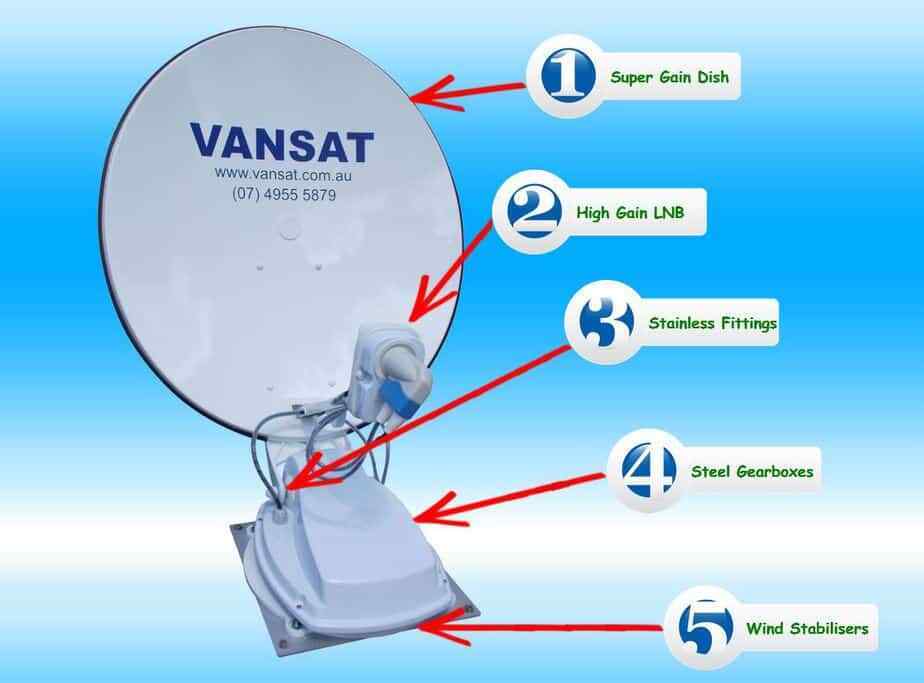 VANSAT
www.vansat.com.au
(07) 4955 5879
1 Super Gain Dish
2 High Gain LNB
3 Stainless Fittings
4 Steel Gearboxes
5 Wind Stabilisers